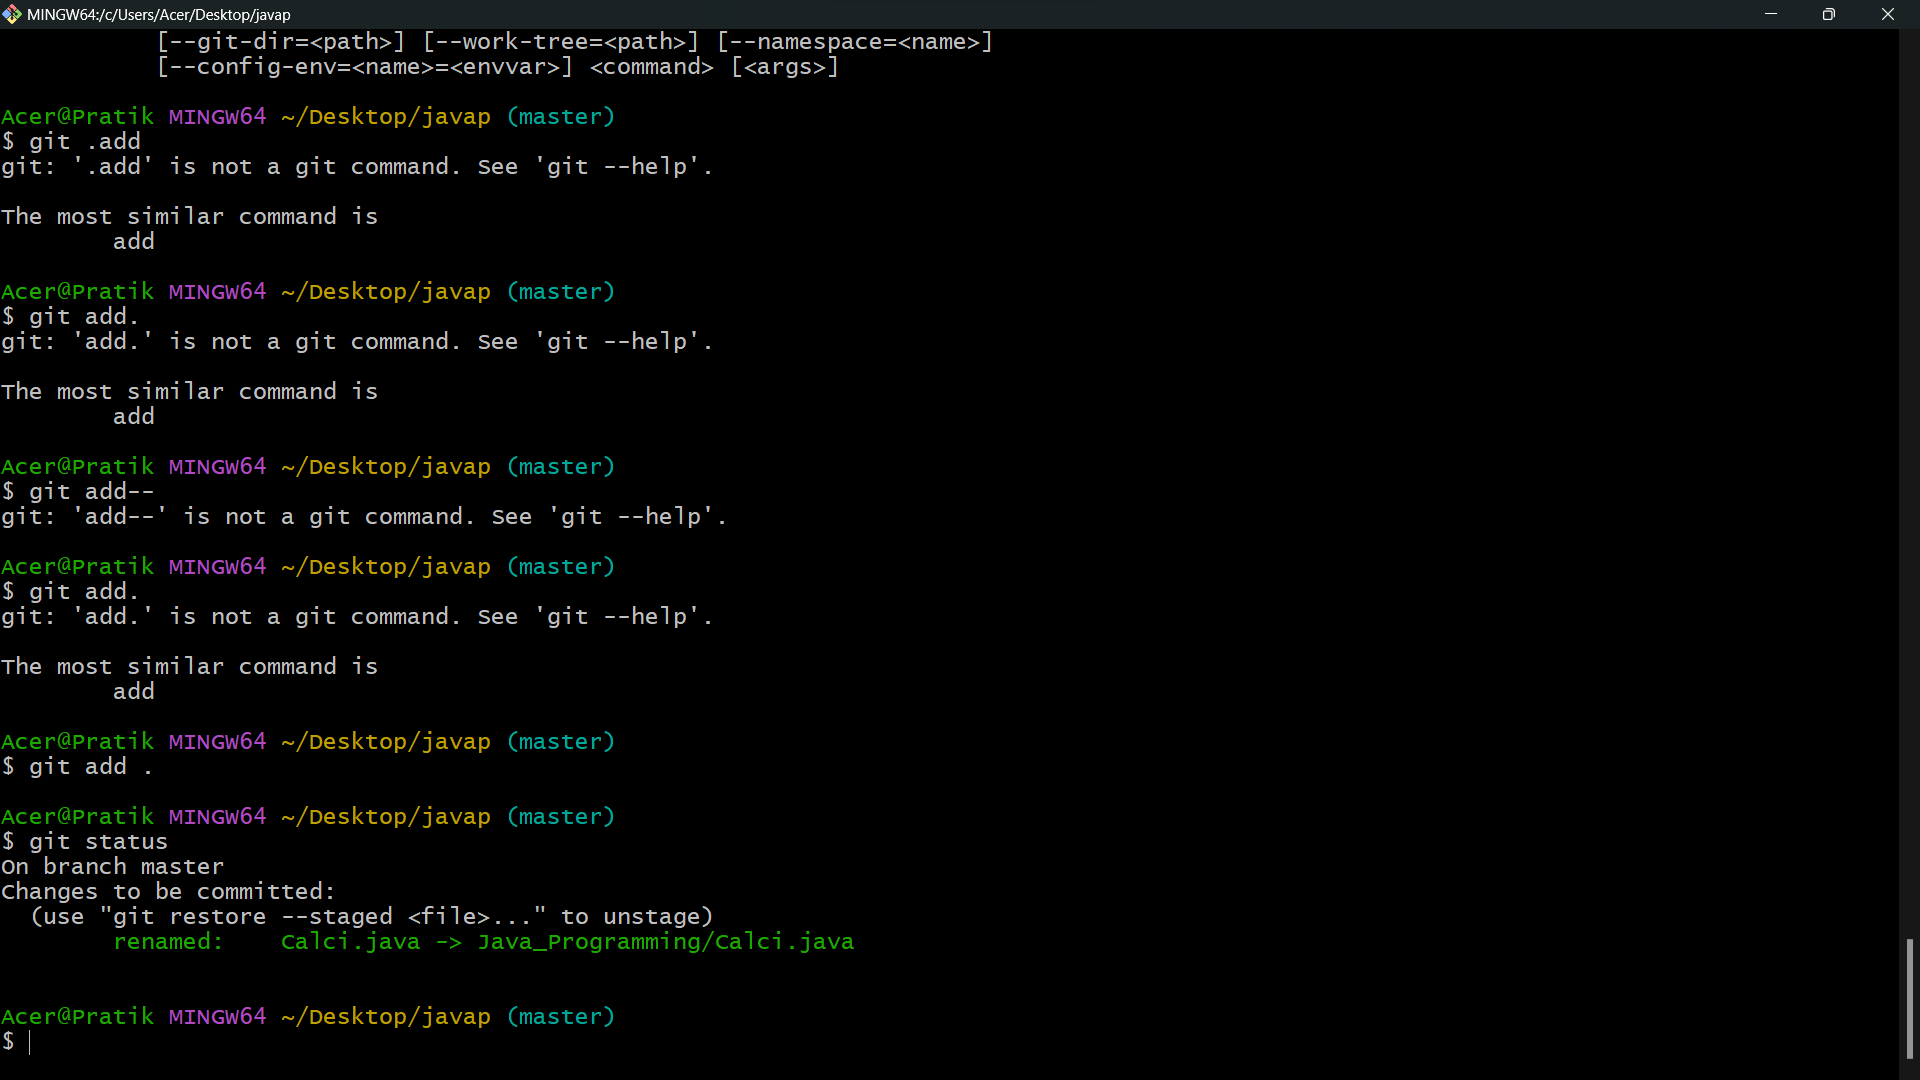 MINGW64:/c/Users/Acer/Desktop/javap
[--git-dir=<path>] [--work-tree=<path>] [--namespace=<name>]
[--config-env=<name>=<envvar>] <command> [<args>]
Acer@Pratik MINGW64 ~/Desktop/javap (master)
$ git .add
git: '.add' is not a git command. See 'git --help'.
The most similar command is
add
Acer@Pratik MINGW64 ~/Desktop/javap (master)
$ git add.
git: 'add.' is not a git command. See 'git --help'.
The most similar command is
add
Acer@Pratik MINGW64 ~/Desktop/javap (master)
$ git add--
git: 'add--' is not a git command. See 'git --help'.
Acer@Pratik MINGW64 ~/Desktop/javap (master)
$ git add.
git: 'add.' is not a git command. See 'git --help'.
The most similar command is
add
Acer@Pratik MINGW64 ~/Desktop/javap (master)
$ git add .
Acer@Pratik MINGW64 ~/Desktop/javap (master)
$ git status
On branch master
Changes to be committed:
(use "git restore --staged <file>..." to unstage)
renamed:    Calci.java -> Java_Programming/Calci.java
Acer@Pratik MINGW64 ~/Desktop/javap (master)
$